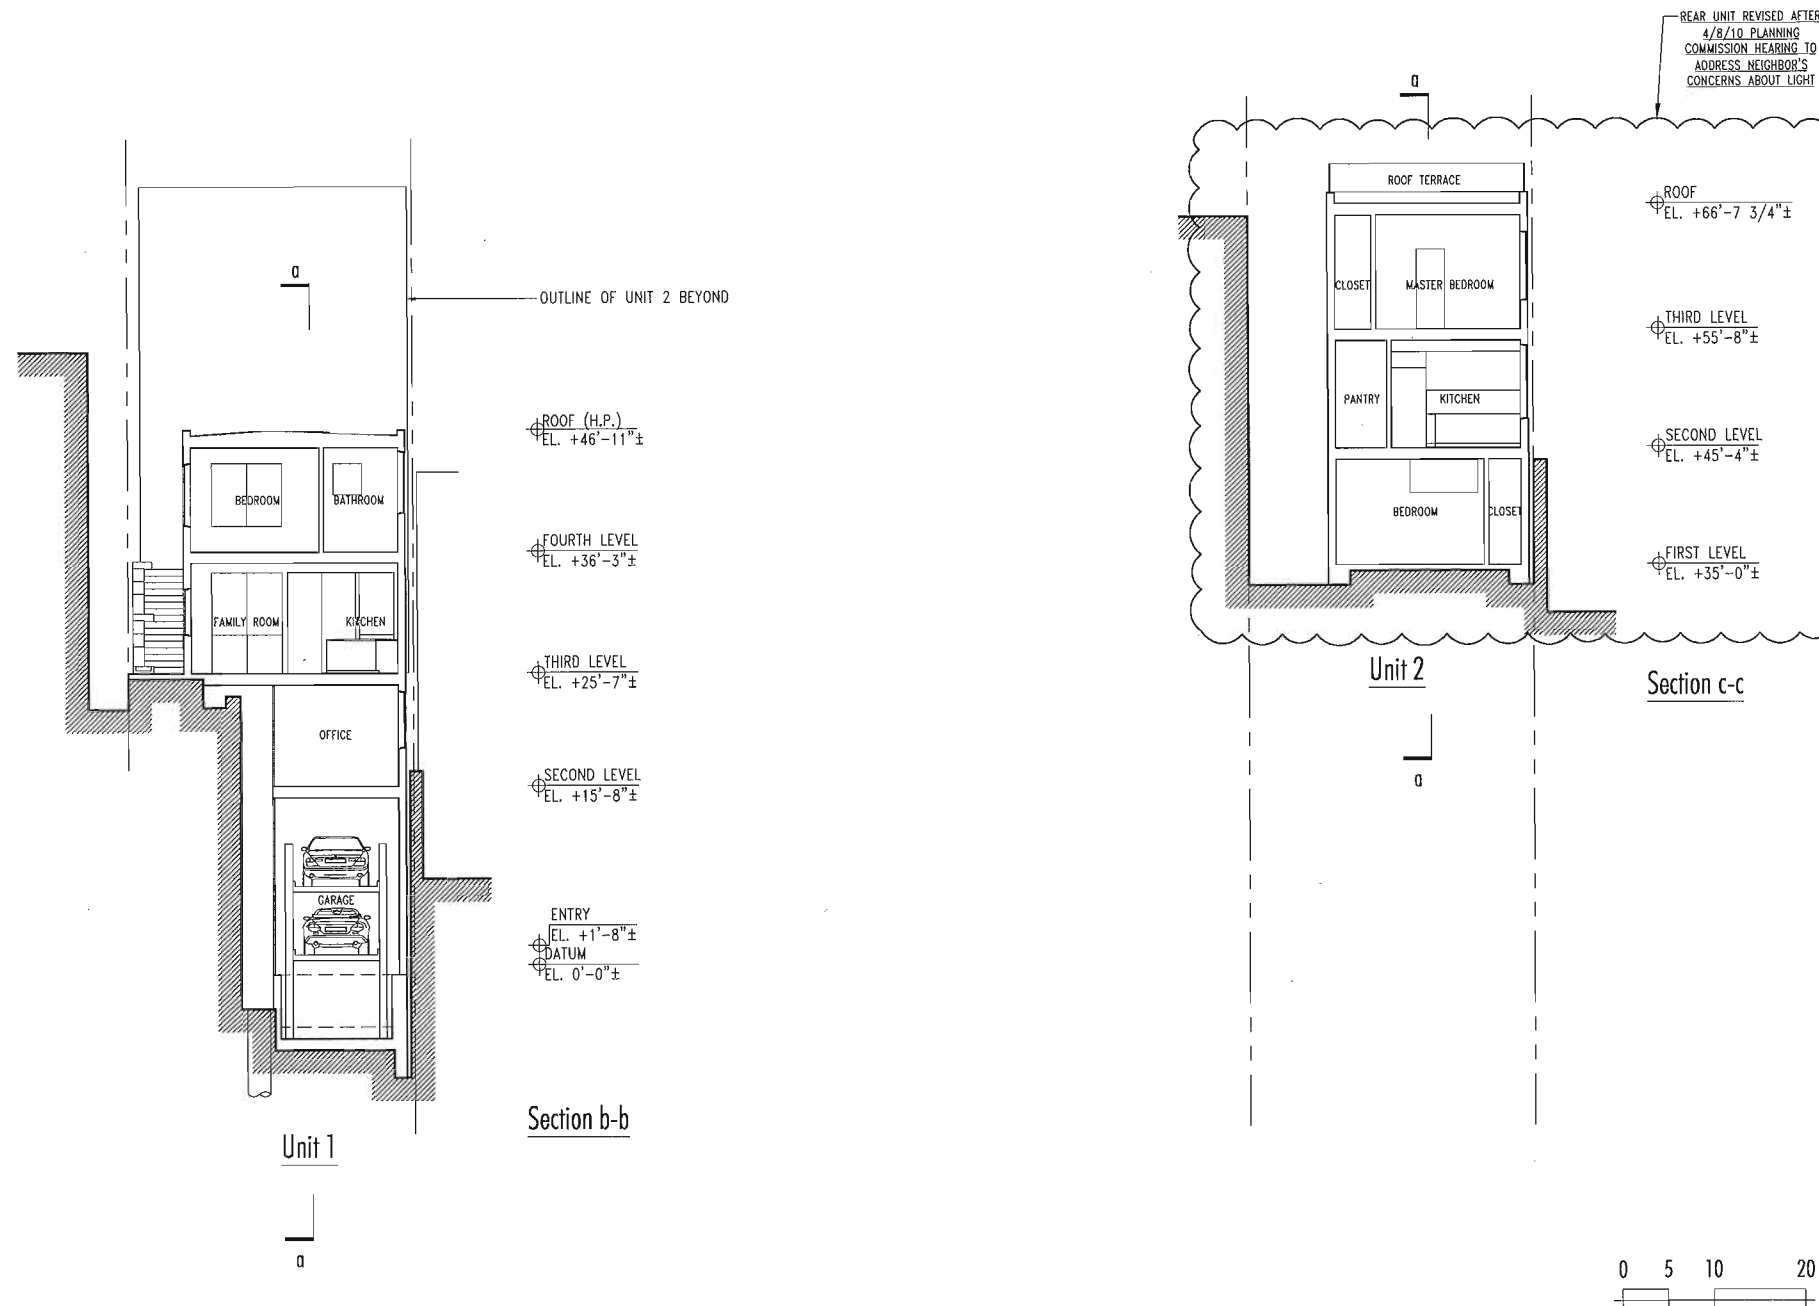 REAR UNIT REVISED AFTER
4/8/10 PLANNING
COMMISSION HEARING TO
ADDRESS NEIGHBOR'S
CONCERNS ABOUT LIGHT
a
OUTLINE OF UNIT 2 BEYOND
ROOF (H.P.)
EL. +46'-11"±
BEDROOM
BATHROOM
FOURTH LEVEL
EL. +36'-3"±
FAMILY ROOM
KITCHEN
THIRD LEVEL
EL. +25'-7"±
OFFICE
SECOND LEVEL
EL. +15'-8"±
GARAGE
ENTRY
EL. +1'-8"±
DATUM
EL. 0'-0"±
Section b-b
Unit 1
a
a
ROOF TERRACE
ROOF
EL. +66'-7 3/4"±
CLOSET
MASTER BEDROOM
THIRD LEVEL
EL. +55'-8"±
PANTRY
KITCHEN
SECOND LEVEL
EL. +45'-4"±
BEDROOM
CLOSET
FIRST LEVEL
EL. +35'-0"±
Unit 2
Section c-c
a
0 5 10 20